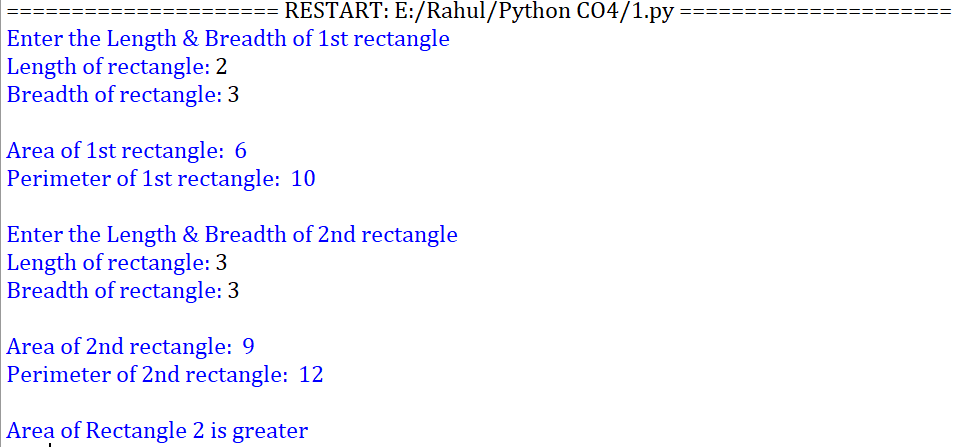 ===================== RESTART: E:/Rahul/Python CO4/1.py =====================
Enter the Length & Breadth of 1st rectangle
Length of rectangle: 2
Breadth of rectangle: 3

Area of 1st rectangle:  6
Perimeter of 1st rectangle:  10

Enter the Length & Breadth of 2nd rectangle
Length of rectangle: 3
Breadth of rectangle: 3

Area of 2nd rectangle:  9
Perimeter of 2nd rectangle:  12

Area of Rectangle 2 is greater